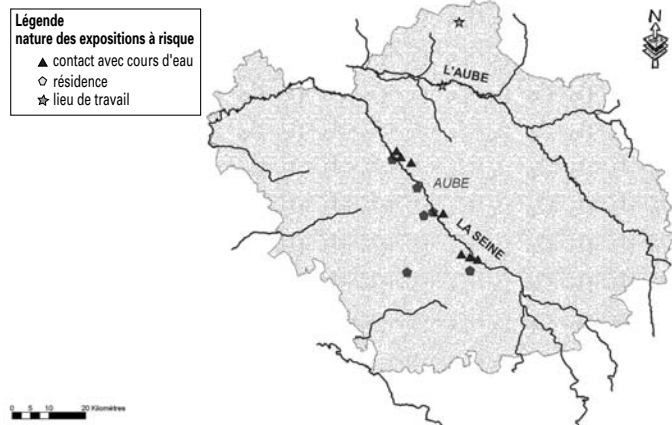 Légende
nature des expositions à risque
contact avec cours d'eau
résidence
lieu de travail
N
L'AUBE
AUBE
LA SEINE
0 5 10 20 Kilomètres